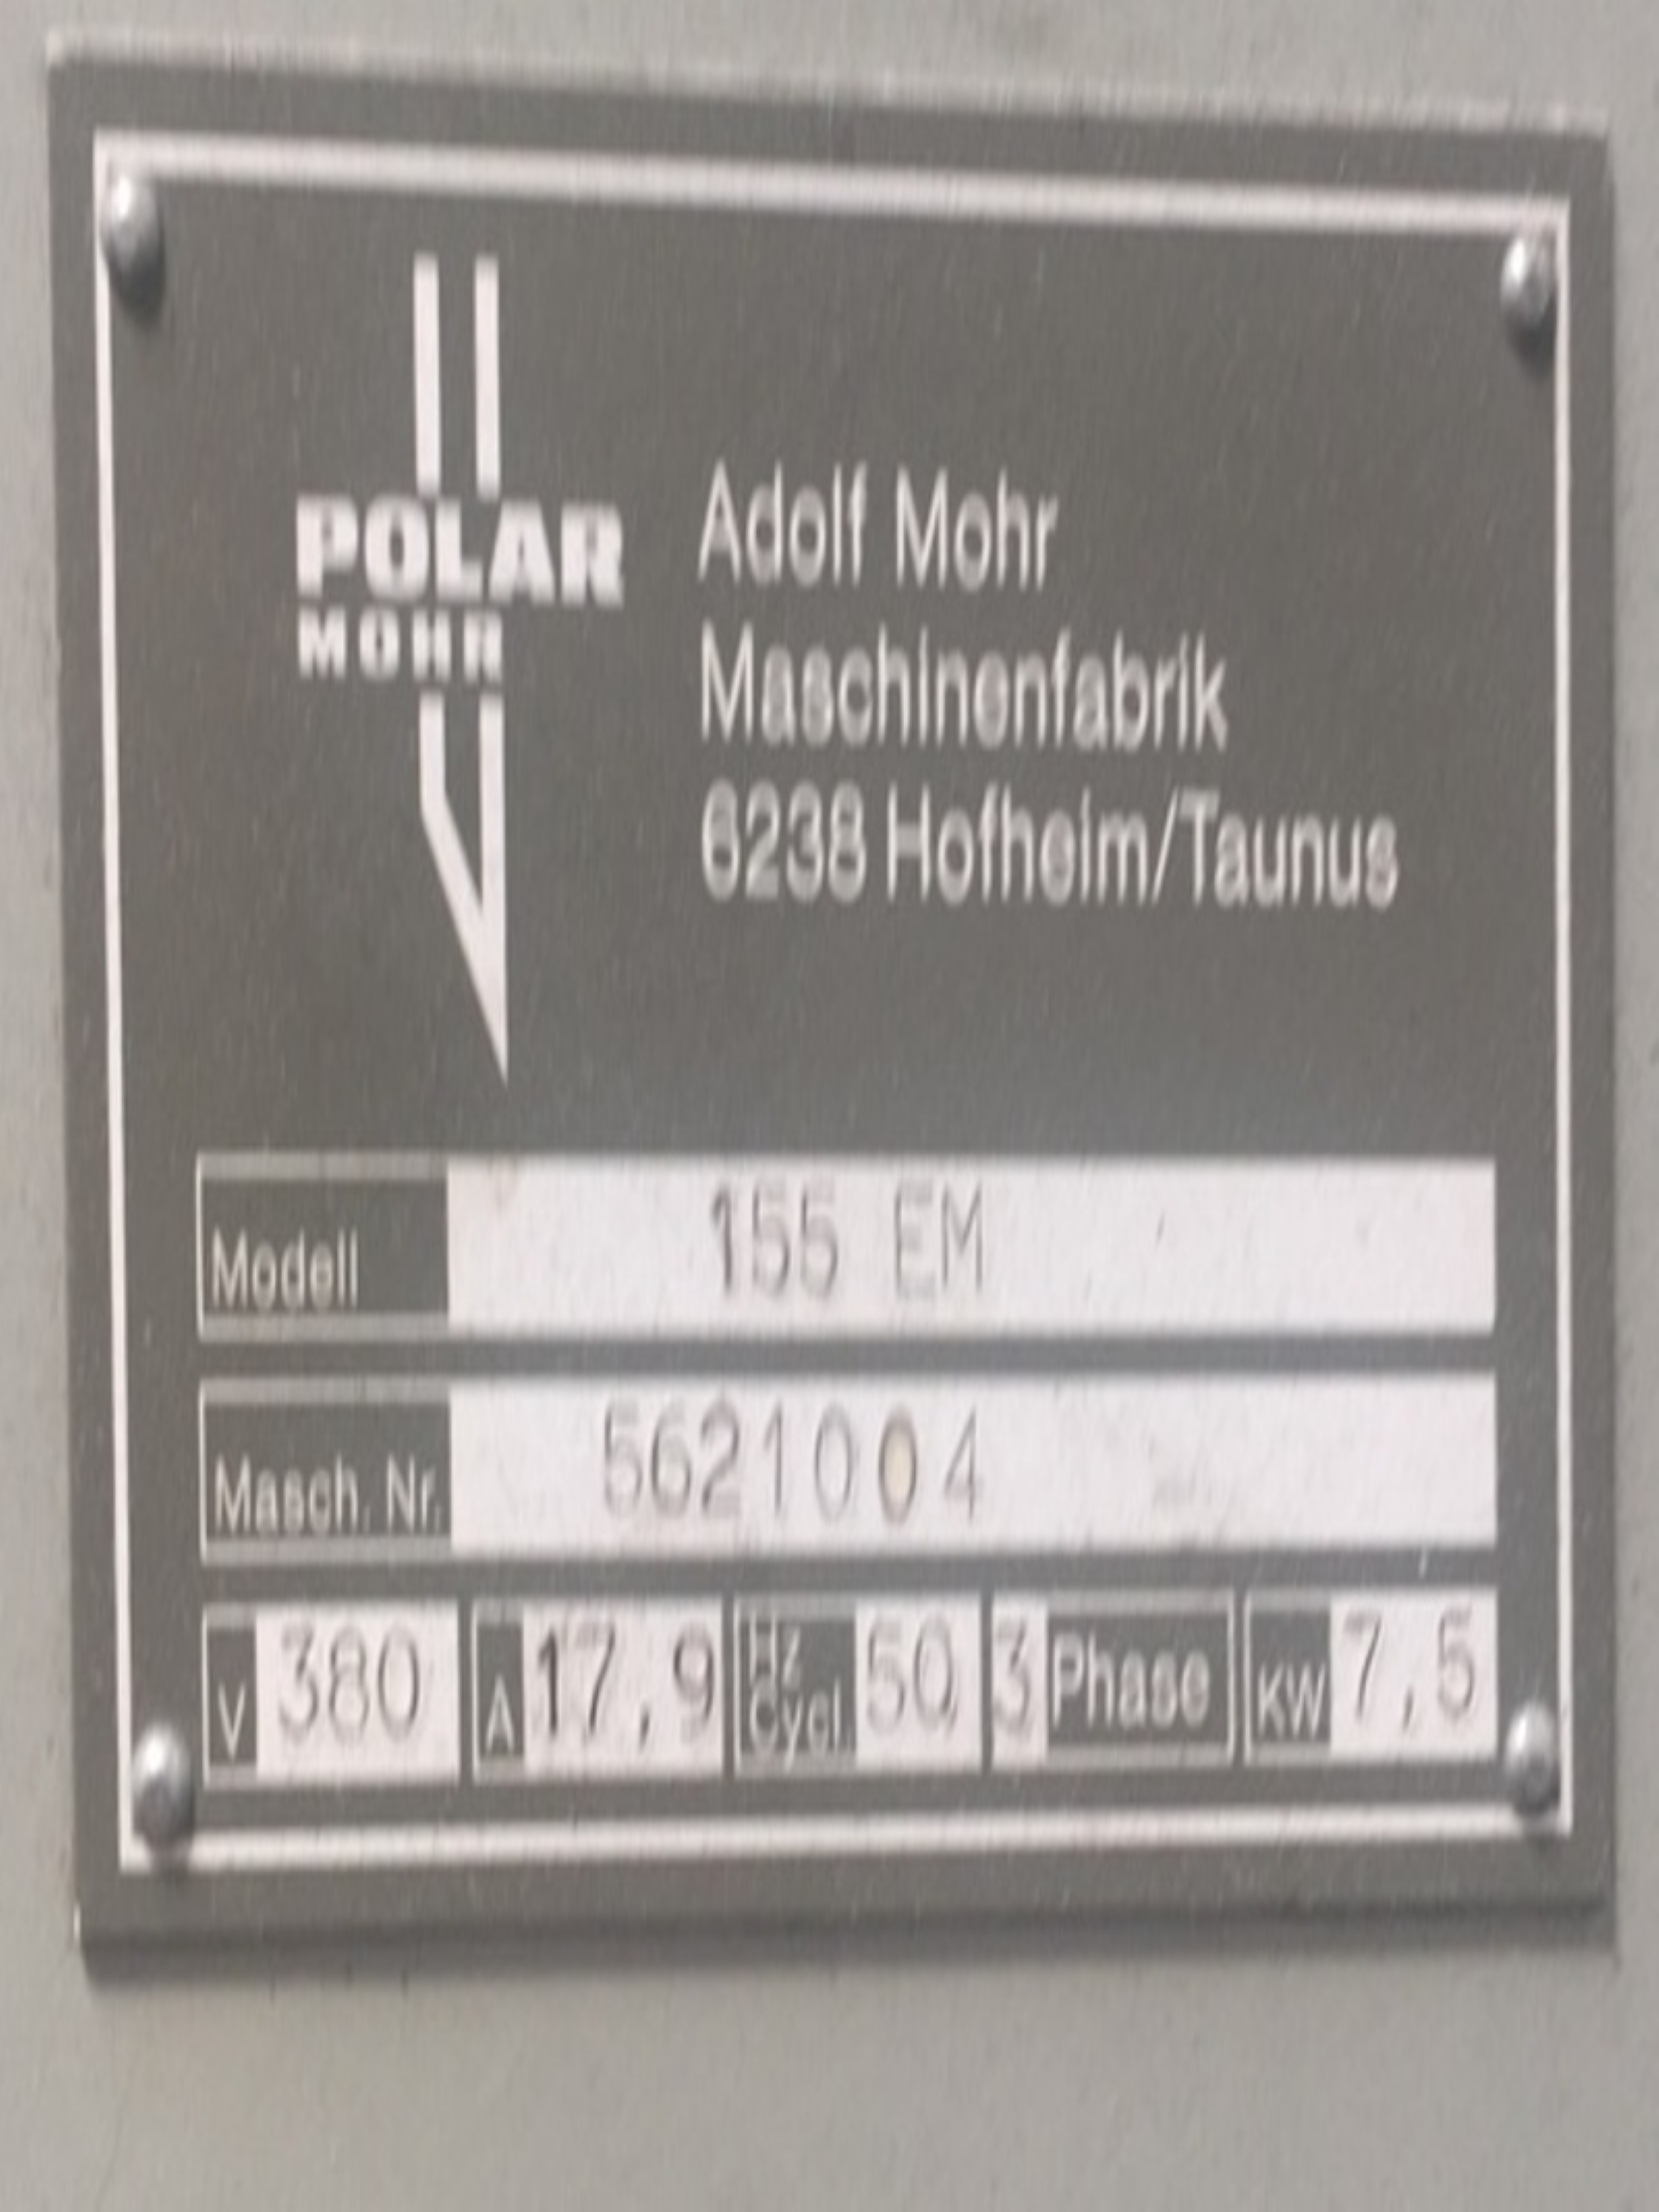 POLAR
MOHR
Adolf Mohr
Maschinenfabrik
6238 Hofheim/Taunus
Modell 155 EM
Masch. Nr. 5621004
V 380 A 17,9 Hz Cycl. 50 3 Phase KW 7,5